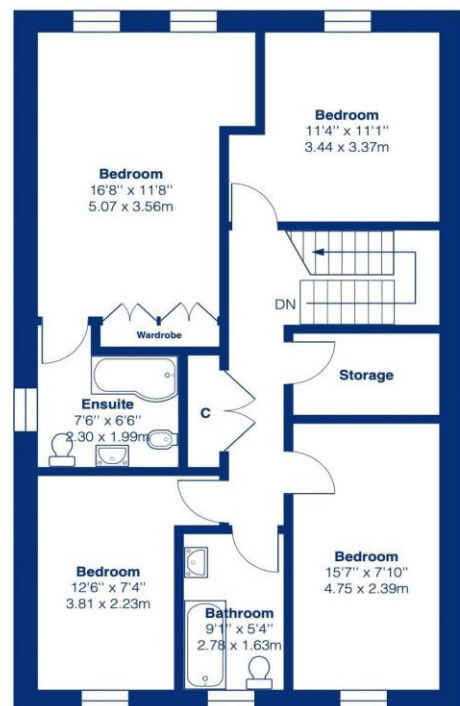 Bedroom
11'4'' x 11'1''
3.44 x 3.37m
Bedroom
16'8'' x 11'8''
5.07 x 3.56m
DN
Wardrobe
Storage
Ensuite
7'6'' x 6'6''
2.30 x 1.99m
C
Bedroom
12'6'' x 7'4''
3.81 x 2.23m
Bathroom
9'1'' x 5'4''
2.78 x 1.63m
Bedroom
15'7'' x 7'10''
4.75 x 2.39m